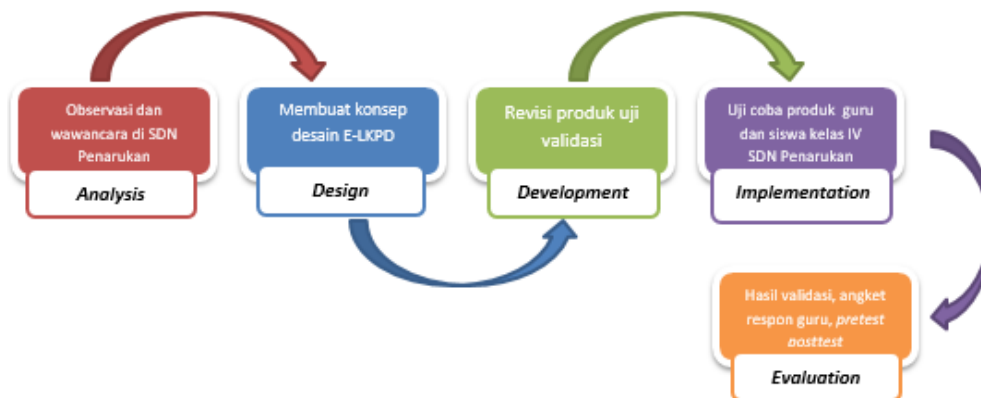 Observasi dan
wawancara di SDN
Penarukan
Analysis
Membuat konsep
desain E-LKPD
Design
Revisi produk uji
validasi
Development
Uji coba produk guru
dan siswa kelas IV
SDN Penarukan
Implementation
Hasil validasi, angket
respon guru, pretest
posttest
Evaluation